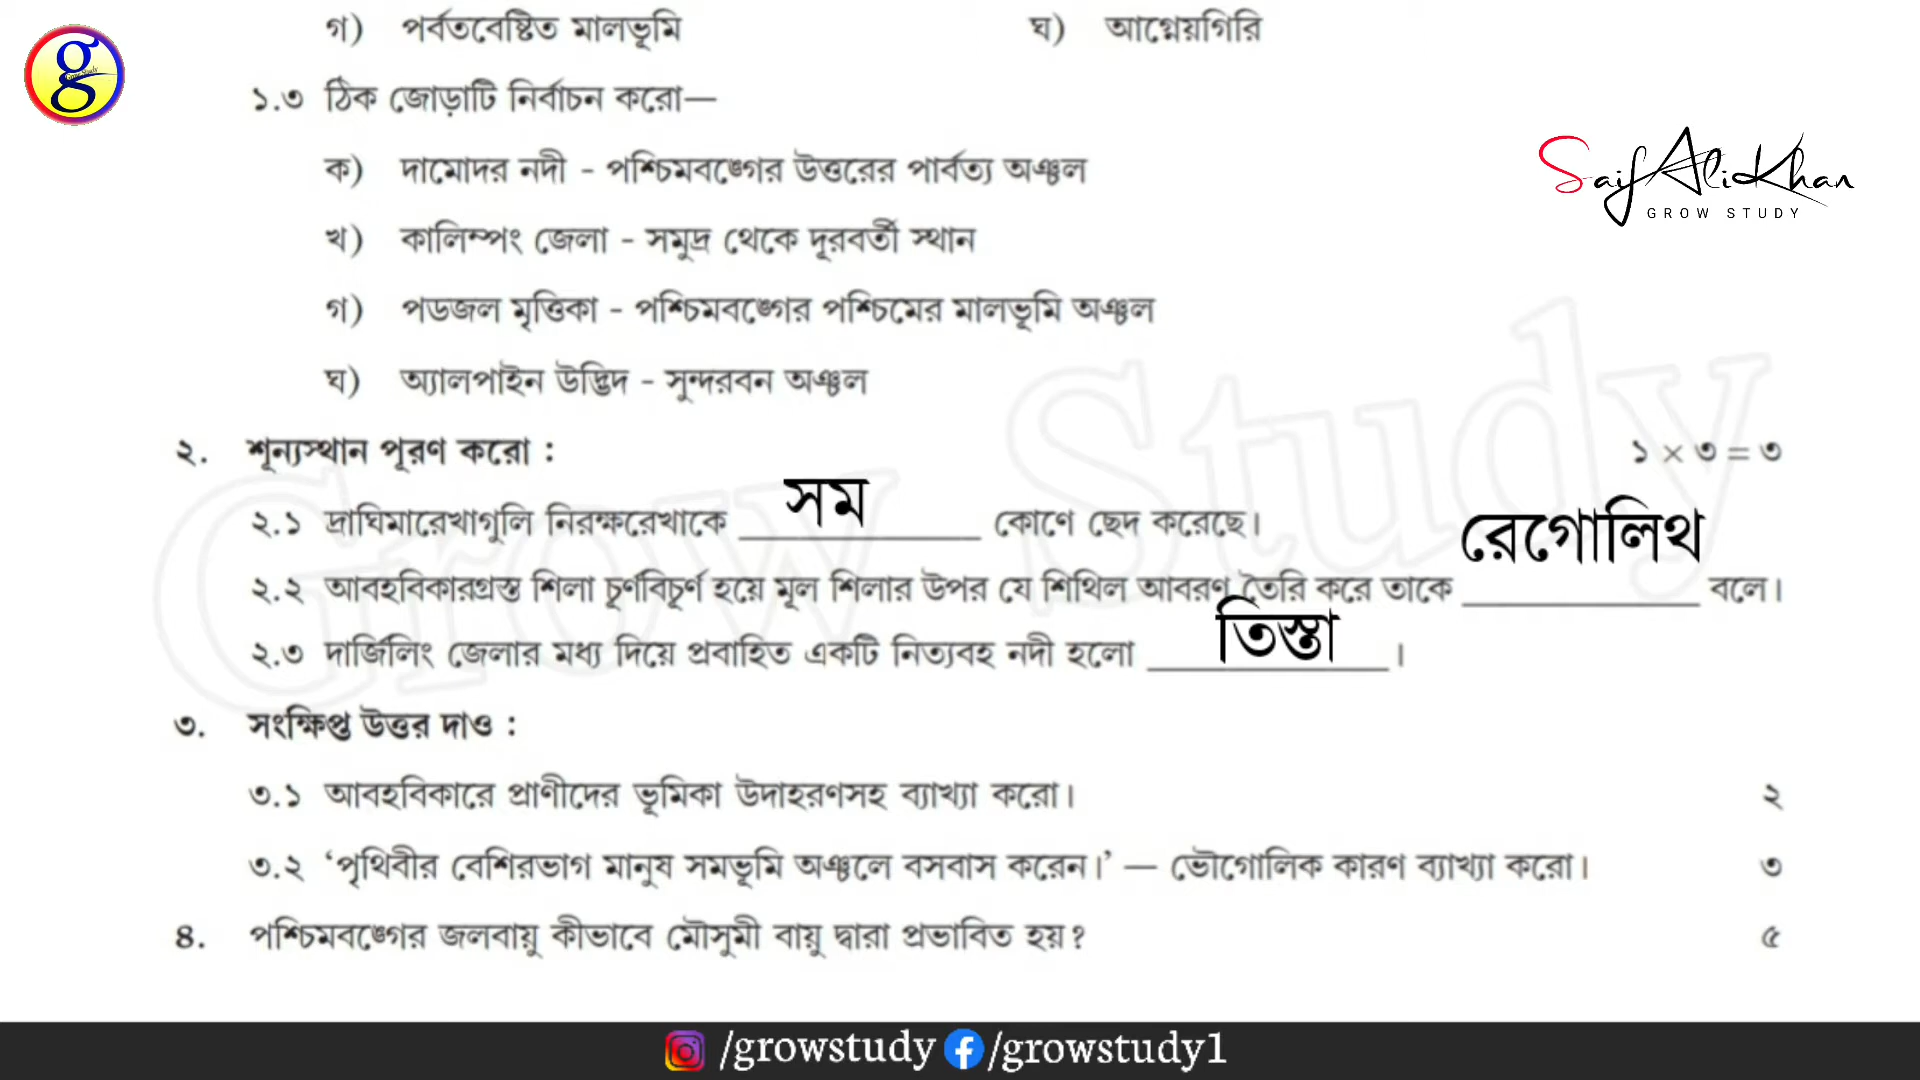 গ) পর্বতবেষ্টিত মালভূমি ঘ) আগ্নেয়গিরি
g
১.৩ ঠিক জোড়াটি নির্বাচন করো—
ক) দামোদর নদী - পশ্চিমবঙ্গের উত্তরের পার্বত্য অঞ্চল
Saif Ali Khan
GROW STUDY
খ) কালিম্পং জেলা - সমুদ্র থেকে দূরবর্তী স্থান
গ) পডজল মৃত্তিকা - পশ্চিমবঙ্গের পশ্চিমের মালভূমি অঞ্চল
ঘ) অ্যালপাইন উদ্ভিদ - সুন্দরবন অঞ্চল
Grow Study
২. শূন্যস্থান পূরণ করো : ১ × ৩ = ৩
২.১ দ্রাঘিমারেখাগুলি নিরক্ষরেখাকে সম কোণে ছেদ করেছে।
২.২ আবহবিকারগ্রস্ত শিলা চূর্ণবিচূর্ণ হয়ে মূল শিলার উপর যে শিথিল আবরণ তৈরি করে তাকে রেগোলিথ বলে।
২.৩ দার্জিলিং জেলার মধ্য দিয়ে প্রবাহিত একটি নিত্যবহ নদী হলো তিস্তা ।
৩. সংক্ষিপ্ত উত্তর দাও :
৩.১ আবহবিকারে প্রাণীদের ভূমিকা উদাহরণসহ ব্যাখ্যা করো। ২
৩.২ ‘পৃথিবীর বেশিরভাগ মানুষ সমভূমি অঞ্চলে বসবাস করেন।’ — ভৌগোলিক কারণ ব্যাখ্যা করো। ৩
৪. পশ্চিমবঙ্গের জলবায়ু কীভাবে মৌসুমী বায়ু দ্বারা প্রভাবিত হয়? ৫
/growstudy /growstudy1